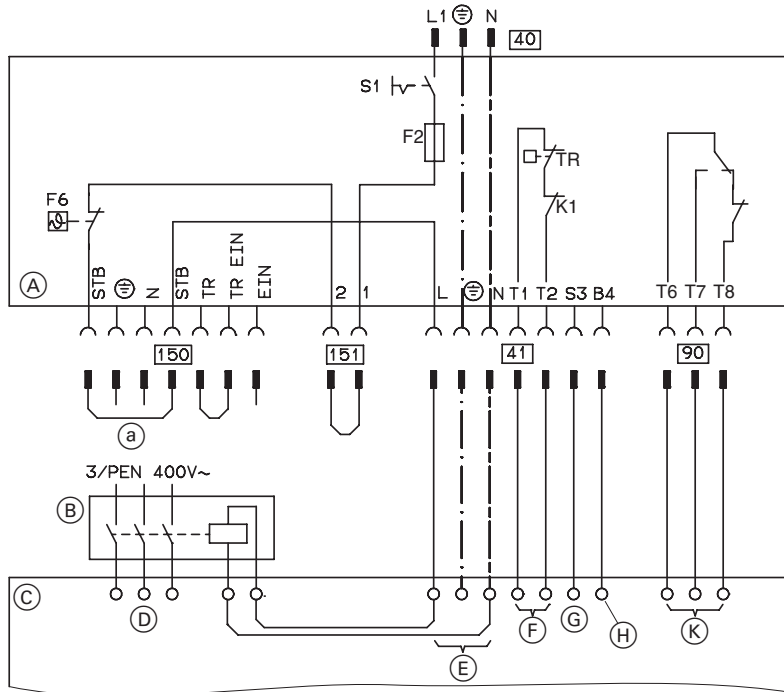 L1 ⏚ N 40
S1
F2
TR
F6
K1
A STB ⏚ N STB TR TR EIN EIN 2 1 L ⏚ N T1 T2 S3 B4 T6 T7 T8
150 151 41 90
a
3/PEN 400V~
B
C
D F G H K
E